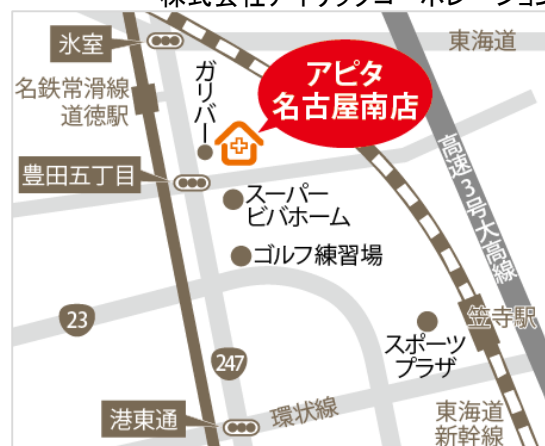 株式会社アイリックコーポレーション
氷室
東海道
アピタ
名古屋南店
ガリバー
名鉄常滑線
道徳駅
高速3号大高線
豊田五丁目
スーパー
ビバホーム
ゴルフ練習場
23
笠寺駅
スポーツ
プラザ
247
環状線
港東通
東海道
新幹線